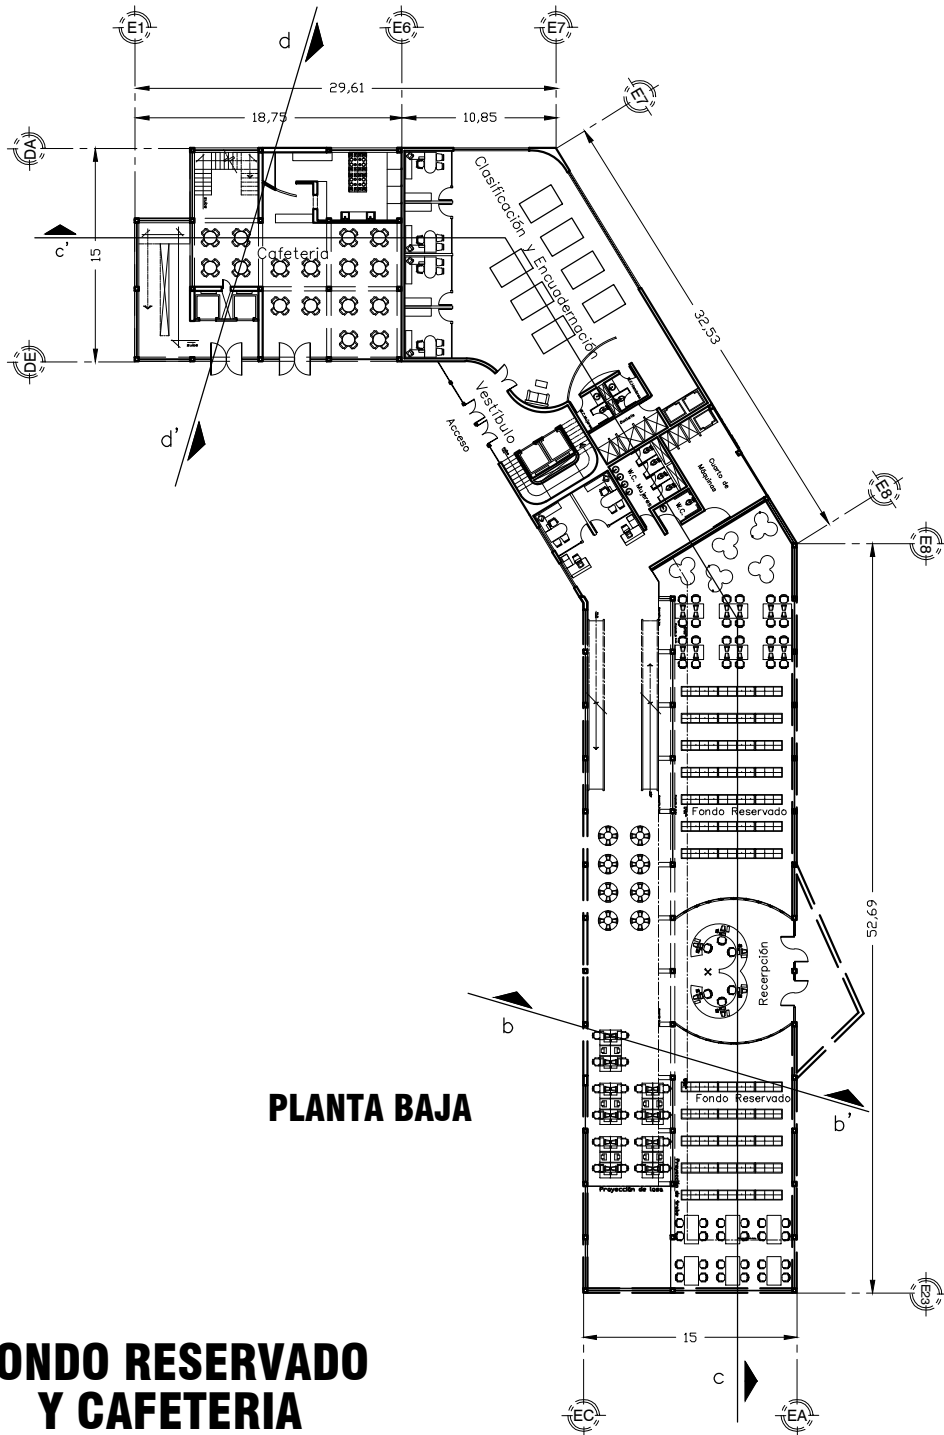 E1
E6
E7
d
29,61
18,75
10,85
E7
DA
c'
15
Cafeteria
Clasificación y
Encuadernación
32,53
DE
d'
Vestíbulo
Acceso
W.C. Mujeres
W.C.
Cuarto de
Máquinas
E8
E8
Fondo Reservado
52,69
Recerpción
b
Fondo Reservado
b'
PLANTA BAJA
Proyección de losa
E23
15
ONDO RESERVADO
Y CAFETERIA
c
EC
EA